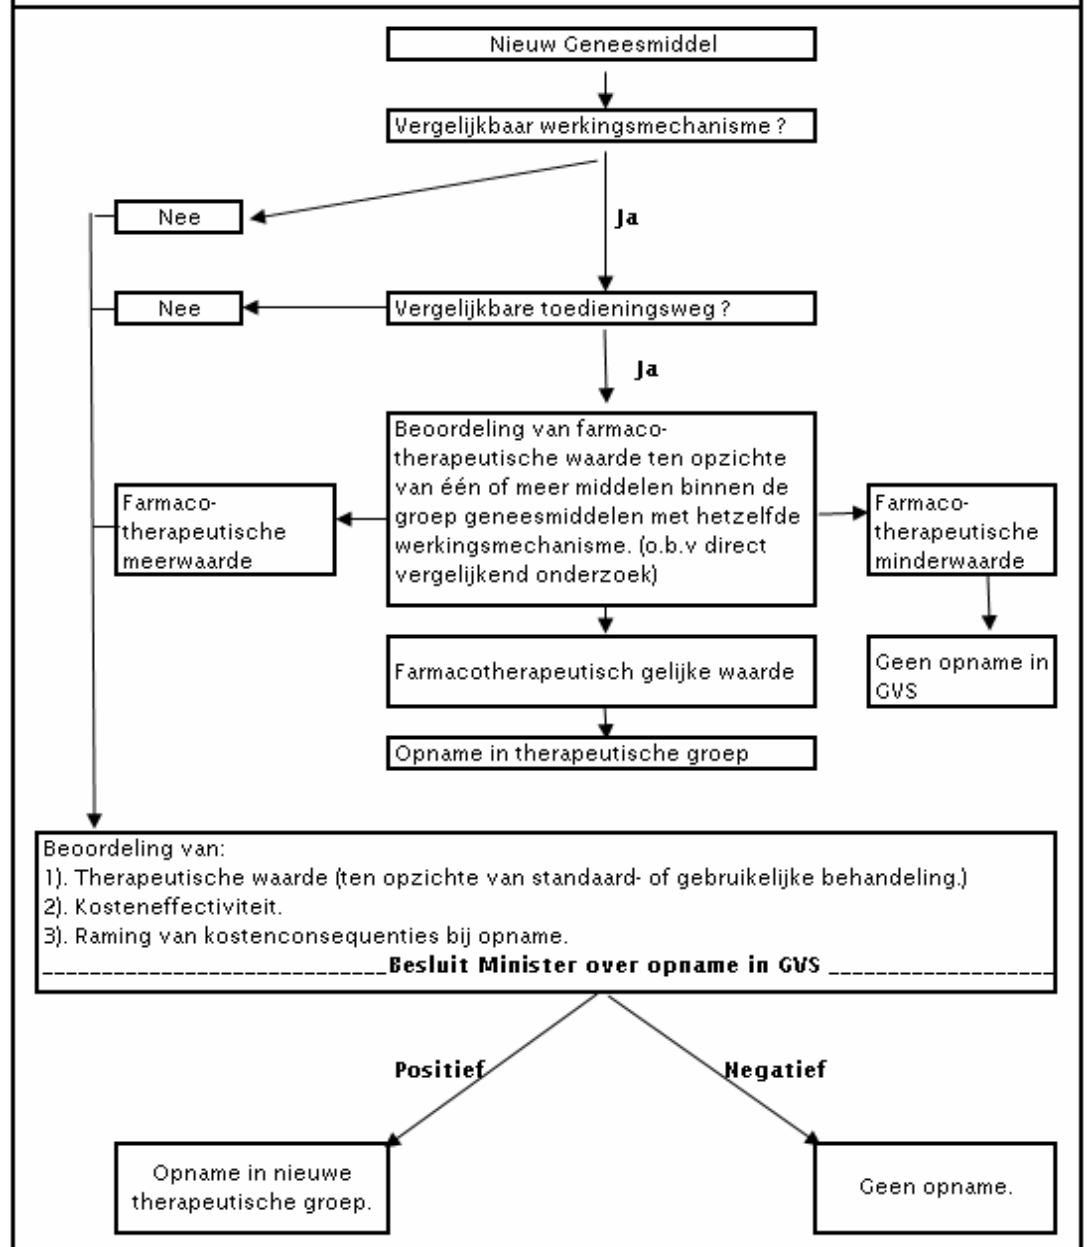 Nieuw Geneesmiddel
Vergelijkbaar werkingsmechanisme ?
Nee
Ja
Nee
Vergelijkbare toedieningsweg ?
Ja
Beoordeling van farmaco-
therapeutische waarde ten opzichte
van één of meer middelen binnen de
groep geneesmiddelen met hetzelfde
werkingsmechanisme. (o.b.v direct
vergelijkend onderzoek)
Farmaco-
therapeutische
meerwaarde
Farmaco-
therapeutische
minderwaarde
Farmacotherapeutisch gelijke waarde
Geen opname in
GVS
Opname in therapeutische groep
Beoordeling van:
1). Therapeutische waarde (ten opzichte van standaard- of gebruikelijke behandeling.)
2). Kosteneffectiviteit.
3). Raming van kostenconsequenties bij opname.
Besluit Minister over opname in GVS
Positief
Negatief
Opname in nieuwe
therapeutische groep.
Geen opname.